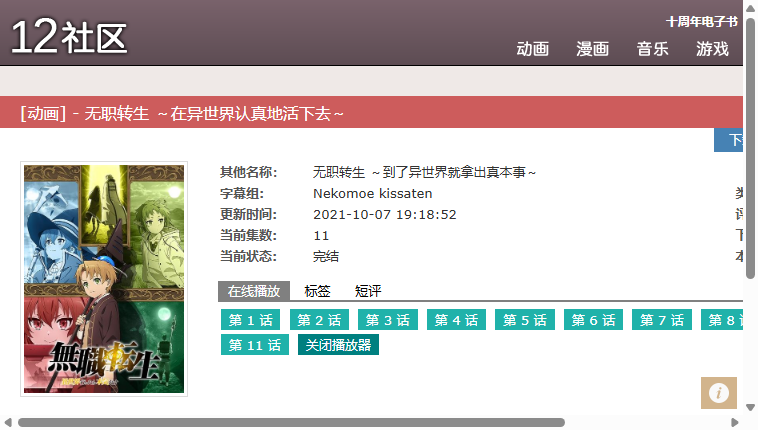 12社区
十周年电子书
动画 漫画 音乐 游戏
[动画] - 无职转生 ～在异世界认真地活下去～
其他名称: 无职转生 ～到了异世界就拿出真本事～
字幕组: Nekomoe kissaten
更新时间: 2021-10-07 19:18:52
当前集数: 11
当前状态: 完结
在线播放 标签 短评
第 1 话 第 2 话 第 3 话 第 4 话 第 5 话 第 6 话 第 7 话 第 8
第 11 话 关闭播放器
無職転生